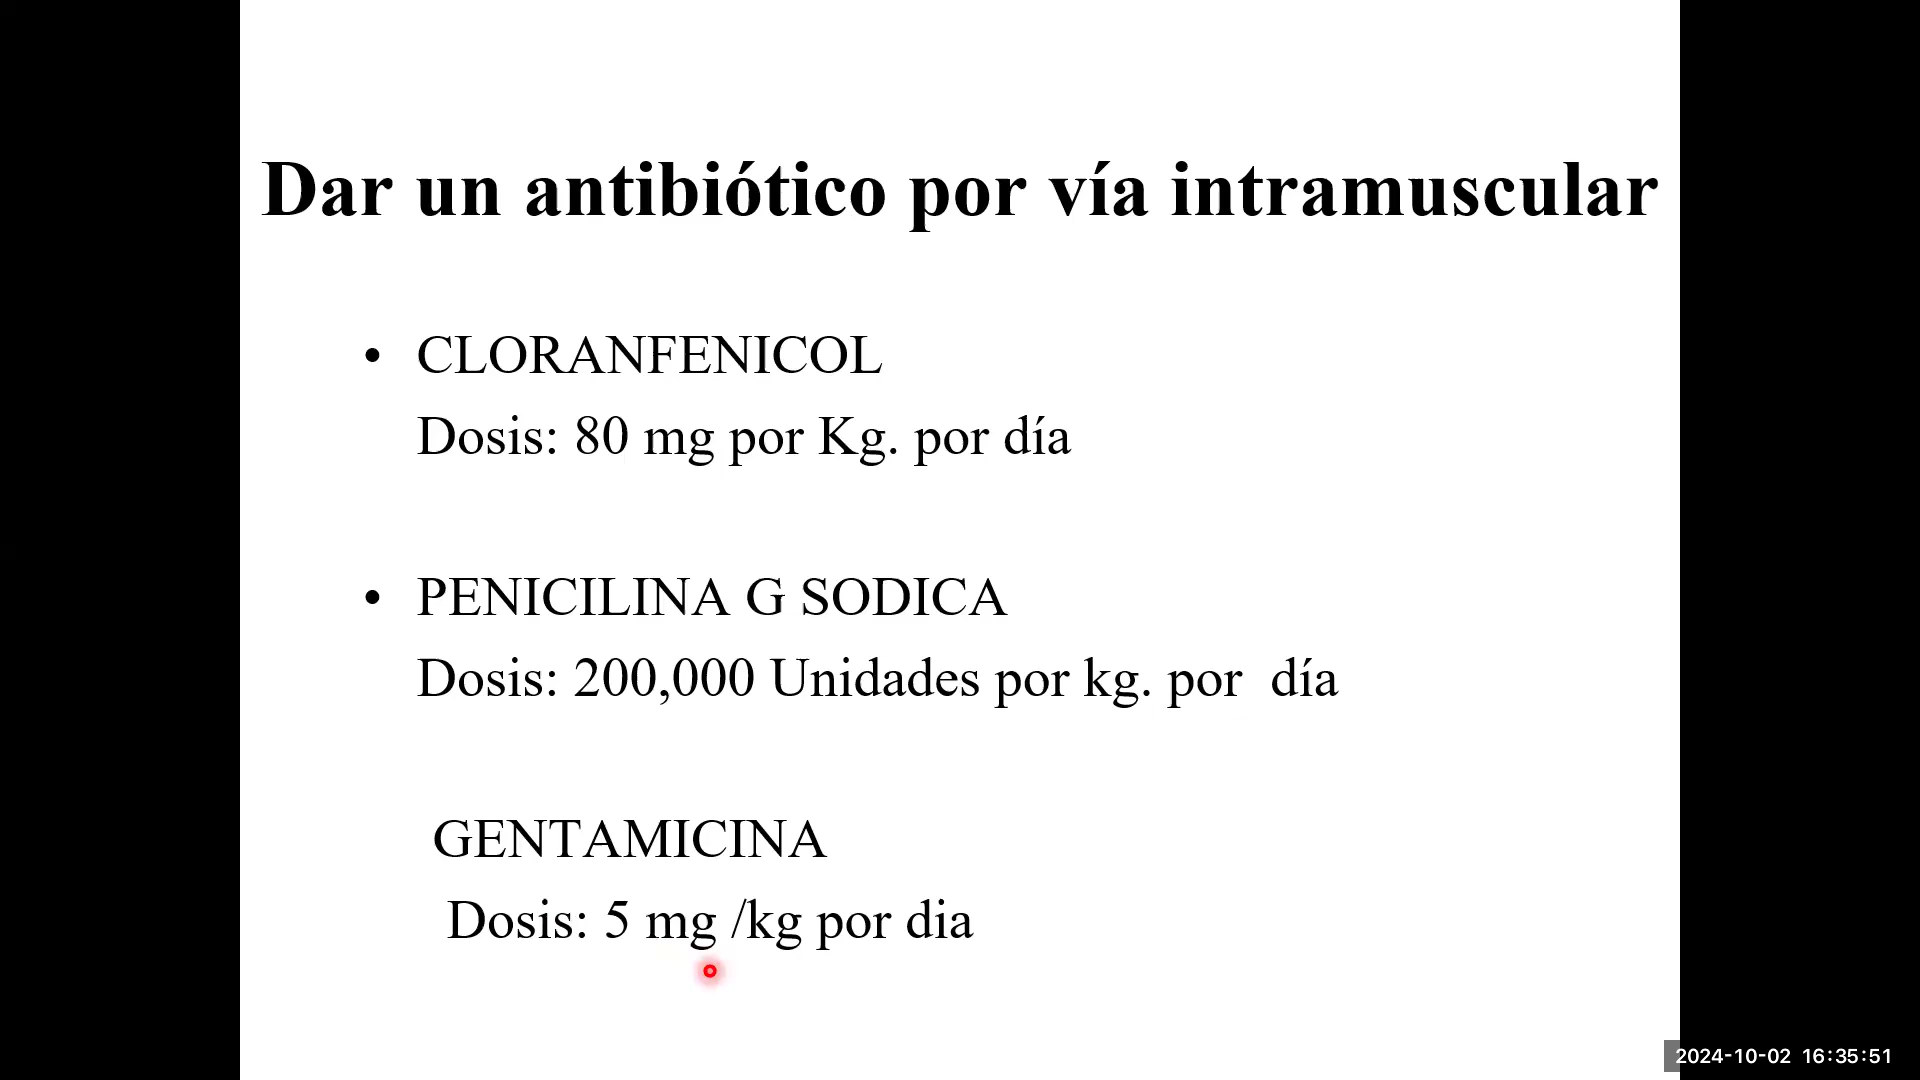 Dar un antibiótico por vía intramuscular
• CLORANFENICOL
Dosis: 80 mg por Kg. por día
• PENICILINA G SODICA
Dosis: 200,000 Unidades por kg. por  día
GENTAMICINA
Dosis: 5 mg /kg por dia
2024-10-02 16:35:51